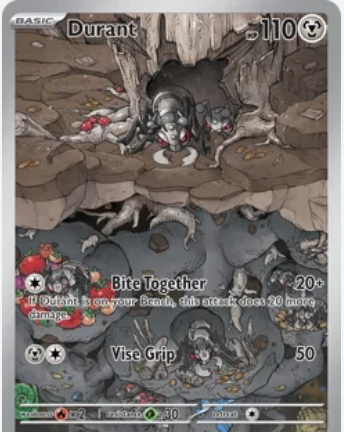 BASIC
Durant
HP 110
Bite Together 20+
If Durant is on your Bench, this attack does 20 more
damage.
Vise Grip 50
weakness ×2 resistance -30 retreat